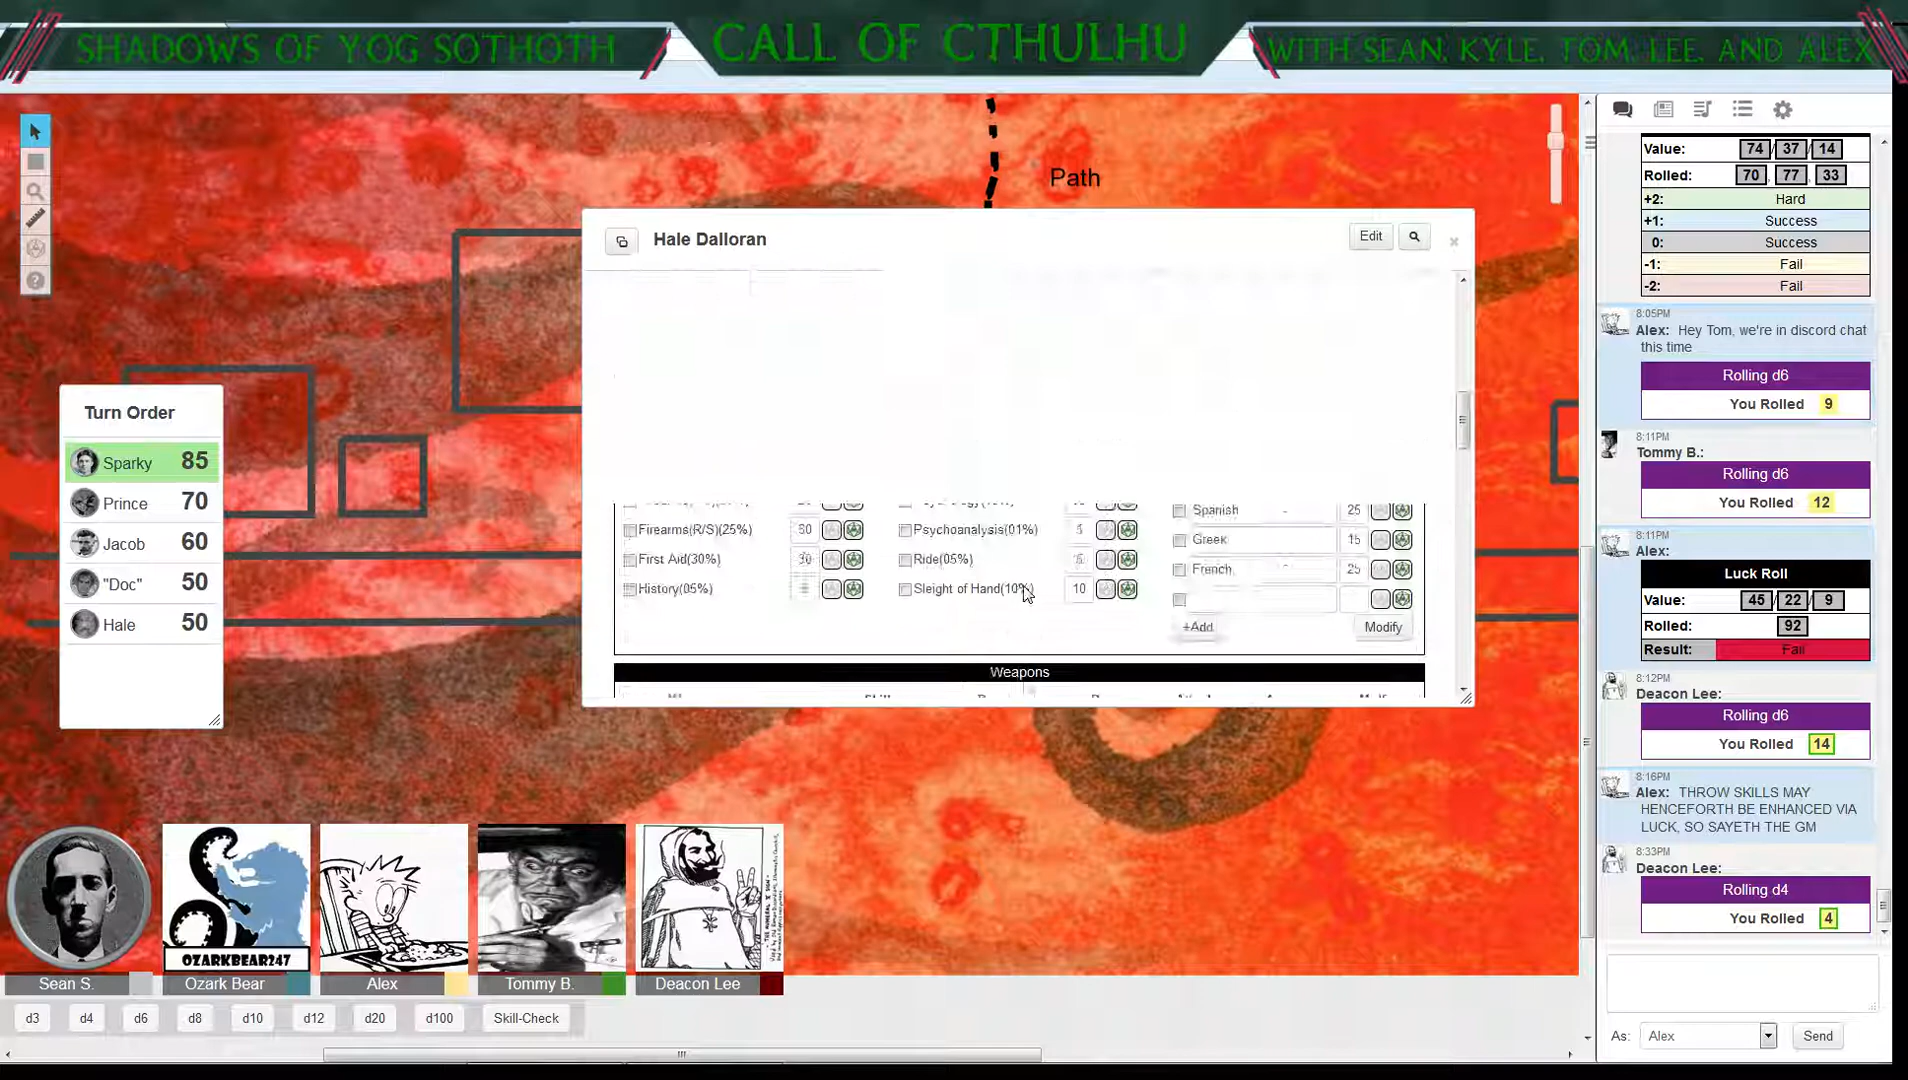 SHADOWS OF YOG SOTHOTH
CALL OF CTHULHU
WITH SEAN, KYLE, TOM, LEE, AND ALEX
Path
Hale Dalloran
Edit
Turn Order
Sparky 85
Prince 70
Jacob 60
"Doc" 50
Hale 50
Spanish 25
Firearms(R/S)(25%)
Psychoanalysis(01%)
Greek 15
First Aid(30%) 30
Ride(05%)
French 25
History(05%)
Sleight of Hand(10%) 10
+Add
Modify
Weapons
Value: 74 / 37 / 14
Rolled: 70, 77, 33
+2: Hard
+1: Success
0: Success
-1: Fail
-2: Fail
8:05PM
Alex: Hey Tom, we're in discord chat
this time
Rolling d6
You Rolled 9
8:11PM
Tommy B.:
Rolling d6
You Rolled 12
8:11PM
Alex:
Luck Roll
Value: 45 / 22 / 9
Rolled: 92
Result: Fail
8:12PM
Deacon Lee:
Rolling d6
You Rolled 14
8:16PM
Alex: THROW SKILLS MAY
HENCEFORTH BE ENHANCED VIA
LUCK, SO SAYETH THE GM
8:33PM
Deacon Lee:
Rolling d4
You Rolled 4
OZARKBEAR247
Sean S.
Ozark Bear
Alex
Tommy B.
Deacon Lee
d3
d4
d6
d8
d10
d12
d20
d100
Skill-Check
As: Alex
Send